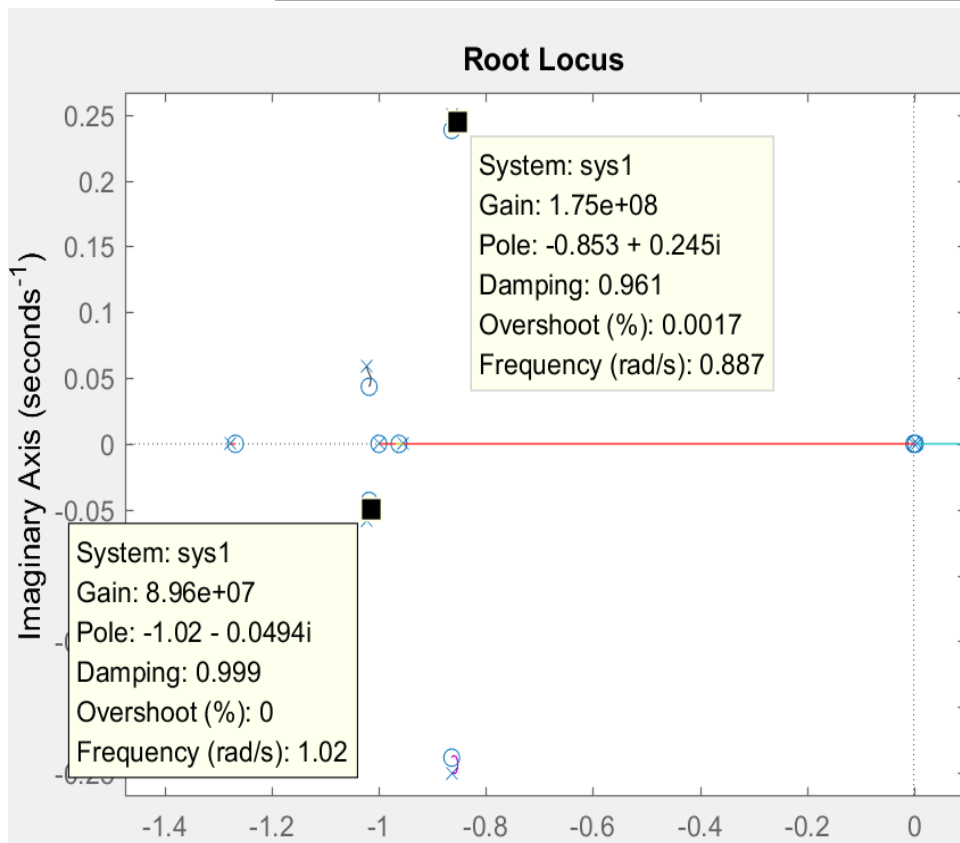 Root Locus
Imaginary Axis (seconds⁻¹)
0.25
0.2
0.15
0.1
0.05
0
-0.05
System: sys1
Gain: 1.75e+08
Pole: -0.853 + 0.245i
Damping: 0.961
Overshoot (%): 0.0017
Frequency (rad/s): 0.887
System: sys1
Gain: 8.96e+07
Pole: -1.02 - 0.0494i
Damping: 0.999
Overshoot (%): 0
Frequency (rad/s): 1.02
-1.4 -1.2 -1 -0.8 -0.6 -0.4 -0.2 0